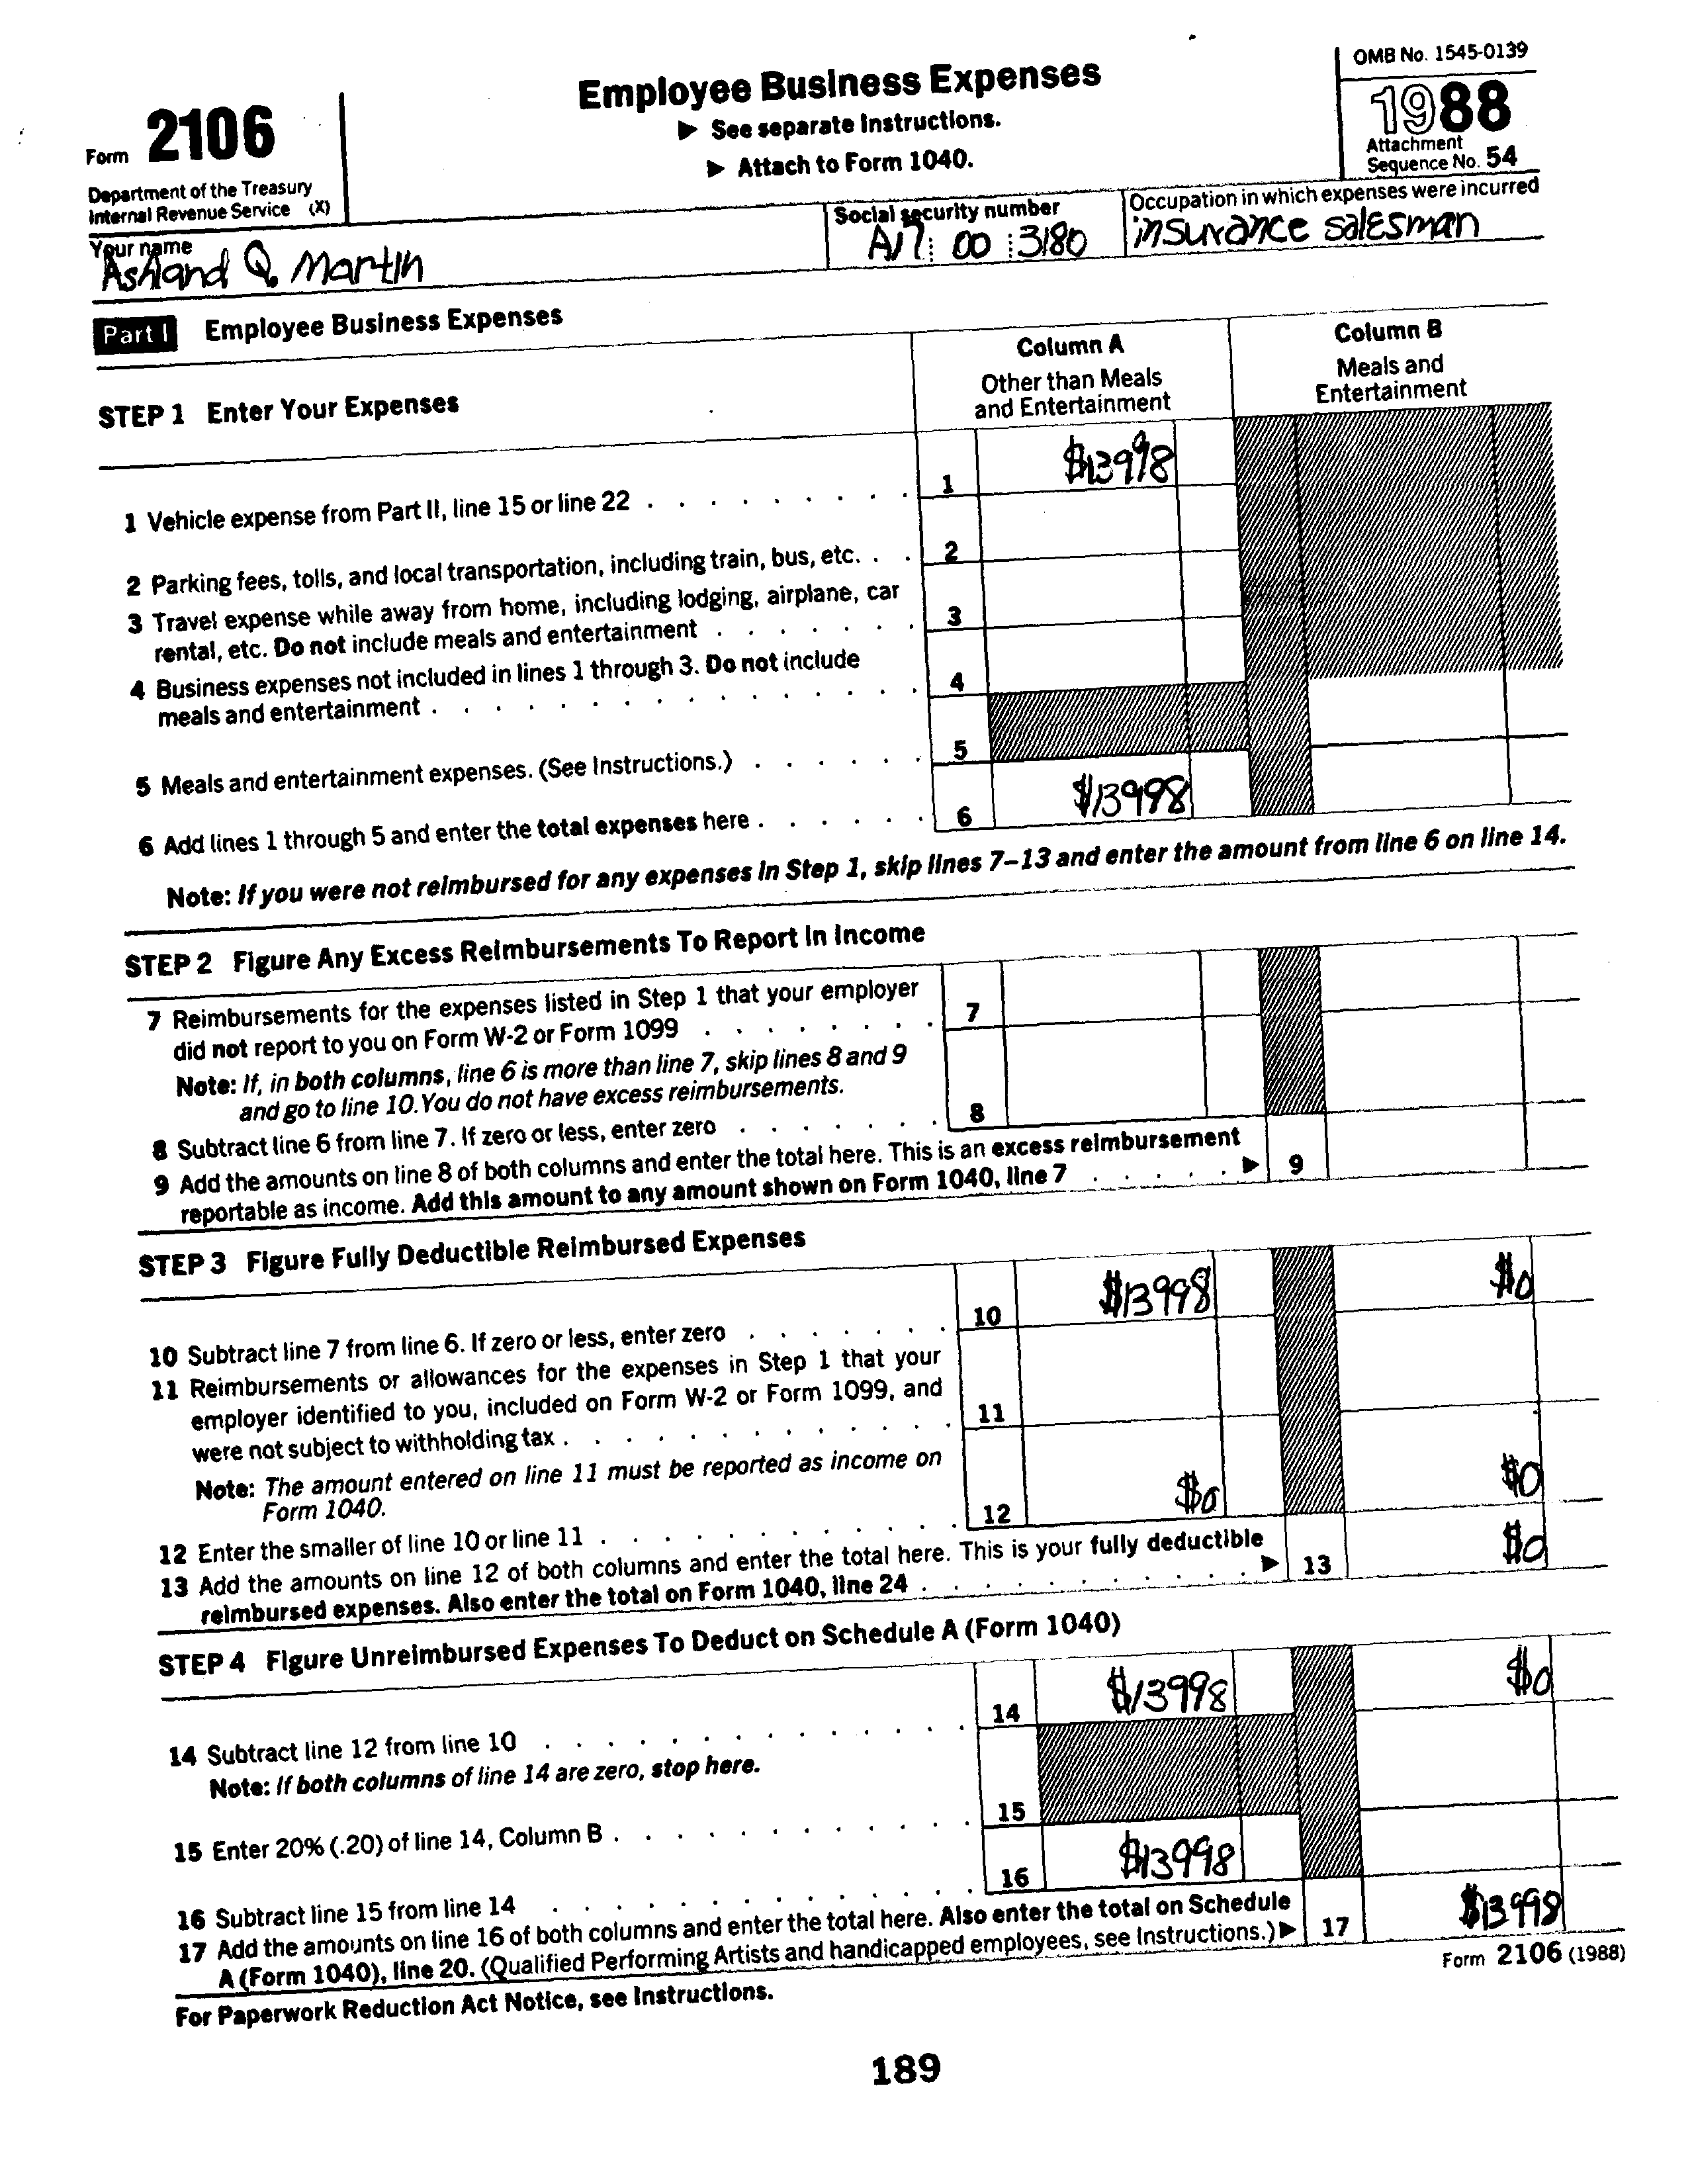 OMB No. 1545-0139
Form 2106
Employee Business Expenses
► See separate Instructions.
► Attach to Form 1040.
1988
Attachment
Sequence No. 54
Department of the Treasury
Internal Revenue Service (X)
Your name
Social security number
Occupation in which expenses were incurred
Ashland Q. Martin
00 3180
insurance salesman
Part I Employee Business Expenses
Column A
Other than Meals
and Entertainment
Column B
Meals and
Entertainment
STEP 1 Enter Your Expenses
1 Vehicle expense from Part II, line 15 or line 22 . . . . . . . . . 1 $13998
2 Parking fees, tolls, and local transportation, including train, bus, etc. . . 2
3 Travel expense while away from home, including lodging, airplane, car
rental, etc. Do not include meals and entertainment . . . . . . . 3
4 Business expenses not included in lines 1 through 3. Do not include
meals and entertainment . . . . . . . . . . . . . . . 4
5 Meals and entertainment expenses. (See Instructions.) . . . . . . 5
6 Add lines 1 through 5 and enter the total expenses here . . . . . . 6 $13998
Note: If you were not reimbursed for any expenses in Step 1, skip lines 7–13 and enter the amount from line 6 on line 14.
STEP 2 Figure Any Excess Reimbursements To Report In Income
7 Reimbursements for the expenses listed in Step 1 that your employer
did not report to you on Form W-2 or Form 1099 . . . . . . . . 7
Note: If, in both columns, line 6 is more than line 7, skip lines 8 and 9
and go to line 10. You do not have excess reimbursements.
8 Subtract line 6 from line 7. If zero or less, enter zero . . . . . . . 8
9 Add the amounts on line 8 of both columns and enter the total here. This is an excess reimbursement
reportable as income. Add this amount to any amount shown on Form 1040, line 7 . . . . . ► 9
STEP 3 Figure Fully Deductible Reimbursed Expenses
10 Subtract line 7 from line 6. If zero or less, enter zero . . . . . . . 10 $13998 $0
11 Reimbursements or allowances for the expenses in Step 1 that your
employer identified to you, included on Form W-2 or Form 1099, and
were not subject to withholding tax . . . . . . . . . . . . 11
Note: The amount entered on line 11 must be reported as income on
Form 1040.
12 Enter the smaller of line 10 or line 11 . . . . . . . . . . . 12 $0 $0
13 Add the amounts on line 12 of both columns and enter the total here. This is your fully deductible
reimbursed expenses. Also enter the total on Form 1040, line 24 . . . . . . . . . . . ► 13 $0
STEP 4 Figure Unreimbursed Expenses To Deduct on Schedule A (Form 1040)
14 Subtract line 12 from line 10 . . . . . . . . . . . . . 14 $13998 $0
Note: If both columns of line 14 are zero, stop here.
15 Enter 20% (.20) of line 14, Column B . . . . . . . . . . . 15
16 Subtract line 15 from line 14 . . . . . . . . . . . . . 16 $13998
17 Add the amounts on line 16 of both columns and enter the total here. Also enter the total on Schedule
A (Form 1040), line 20. (Qualified Performing Artists and handicapped employees, see Instructions.) ► 17 $13998
For Paperwork Reduction Act Notice, see Instructions.
Form 2106 (1988)
189